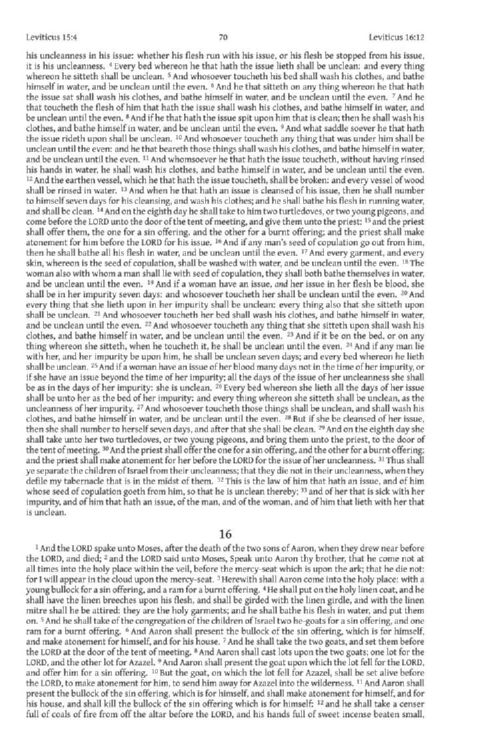 Leviticus 15:4 70 Leviticus 16:12
his uncleanness in his issue: whether his flesh run with his issue, or his flesh be stopped from his issue,
it is his uncleanness. 4 Every bed whereon he that hath the issue lieth shall be unclean: and every thing
whereon he sitteth shall be unclean. 5 And whosoever toucheth his bed shall wash his clothes, and bathe
himself in water, and be unclean until the even. 6 And he that sitteth on any thing whereon he that hath
the issue sat shall wash his clothes, and bathe himself in water, and be unclean until the even. 7 And he
that toucheth the flesh of him that hath the issue shall wash his clothes, and bathe himself in water, and
be unclean until the even. 8 And if he that hath the issue spit upon him that is clean; then he shall wash his
clothes, and bathe himself in water, and be unclean until the even. 9 And what saddle soever he that hath
the issue rideth upon shall be unclean. 10 And whosoever toucheth any thing that was under him shall be
unclean until the even: and he that beareth those things shall wash his clothes, and bathe himself in water,
and be unclean until the even. 11 And whomsoever he that hath the issue toucheth, without having rinsed
his hands in water, he shall wash his clothes, and bathe himself in water, and be unclean until the even.
12 And the earthen vessel, which he that hath the issue toucheth, shall be broken: and every vessel of wood
shall be rinsed in water. 13 And when he that hath an issue is cleansed of his issue, then he shall number
to himself seven days for his cleansing, and wash his clothes; and he shall bathe his flesh in running water,
and shall be clean. 14 And on the eighth day he shall take to him two turtledoves, or two young pigeons, and
come before the LORD unto the door of the tent of meeting, and give them unto the priest: 15 and the priest
shall offer them, the one for a sin offering, and the other for a burnt offering; and the priest shall make
atonement for him before the LORD for his issue. 16 And if any man's seed of copulation go out from him,
then he shall bathe all his flesh in water, and be unclean until the even. 17 And every garment, and every
skin, whereon is the seed of copulation, shall be washed with water, and be unclean until the even. 18 The
woman also with whom a man shall lie with seed of copulation, they shall both bathe themselves in water,
and be unclean until the even. 19 And if a woman have an issue, and her issue in her flesh be blood, she
shall be in her impurity seven days: and whosoever toucheth her shall be unclean until the even. 20 And
every thing that she lieth upon in her impurity shall be unclean: every thing also that she sitteth upon
shall be unclean. 21 And whosoever toucheth her bed shall wash his clothes, and bathe himself in water,
and be unclean until the even. 22 And whosoever toucheth any thing that she sitteth upon shall wash his
clothes, and bathe himself in water, and be unclean until the even. 23 And if it be on the bed, or on any
thing whereon she sitteth, when he toucheth it, he shall be unclean until the even. 24 And if any man lie
with her, and her impurity be upon him, he shall be unclean seven days; and every bed whereon he lieth
shall be unclean. 25 And if a woman have an issue of her blood many days not in the time of her impurity, or
if she have an issue beyond the time of her impurity; all the days of the issue of her uncleanness she shall
be as in the days of her impurity: she is unclean. 26 Every bed whereon she lieth all the days of her issue
shall be unto her as the bed of her impurity: and every thing whereon she sitteth shall be unclean, as the
uncleanness of her impurity. 27 And whosoever toucheth those things shall be unclean, and shall wash his
clothes, and bathe himself in water, and be unclean until the even. 28 But if she be cleansed of her issue,
then she shall number to herself seven days, and after that she shall be clean. 29 And on the eighth day she
shall take unto her two turtledoves, or two young pigeons, and bring them unto the priest, to the door of
the tent of meeting. 30 And the priest shall offer the one for a sin offering, and the other for a burnt offering;
and the priest shall make atonement for her before the LORD for the issue of her uncleanness. 31 Thus shall
ye separate the children of Israel from their uncleanness; that they die not in their uncleanness, when they
defile my tabernacle that is in the midst of them. 32 This is the law of him that hath an issue, and of him
whose seed of copulation goeth from him, so that he is unclean thereby; 33 and of her that is sick with her
impurity, and of him that hath an issue, of the man, and of the woman, and of him that lieth with her that
is unclean.
16
1 And the LORD spake unto Moses, after the death of the two sons of Aaron, when they drew near before
the LORD, and died; 2 and the LORD said unto Moses, Speak unto Aaron thy brother, that he come not at
all times into the holy place within the veil, before the mercy-seat which is upon the ark; that he die not:
for I will appear in the cloud upon the mercy-seat. 3 Herewith shall Aaron come into the holy place: with a
young bullock for a sin offering, and a ram for a burnt offering. 4 He shall put on the holy linen coat, and he
shall have the linen breeches upon his flesh, and shall be girded with the linen girdle, and with the linen
mitre shall he be attired: they are the holy garments; and he shall bathe his flesh in water, and put them
on. 5 And he shall take of the congregation of the children of Israel two he-goats for a sin offering, and one
ram for a burnt offering. 6 And Aaron shall present the bullock of the sin offering, which is for himself,
and make atonement for himself, and for his house. 7 And he shall take the two goats, and set them before
the LORD at the door of the tent of meeting. 8 And Aaron shall cast lots upon the two goats; one lot for the
LORD, and the other lot for Azazel. 9 And Aaron shall present the goat upon which the lot fell for the LORD,
and offer him for a sin offering. 10 But the goat, on which the lot fell for Azazel, shall be set alive before
the LORD, to make atonement for him, to send him away for Azazel into the wilderness. 11 And Aaron shall
present the bullock of the sin offering, which is for himself, and shall make atonement for himself, and for
his house, and shall kill the bullock of the sin offering which is for himself: 12 and he shall take a censer
full of coals of fire from off the altar before the LORD, and his hands full of sweet incense beaten small,